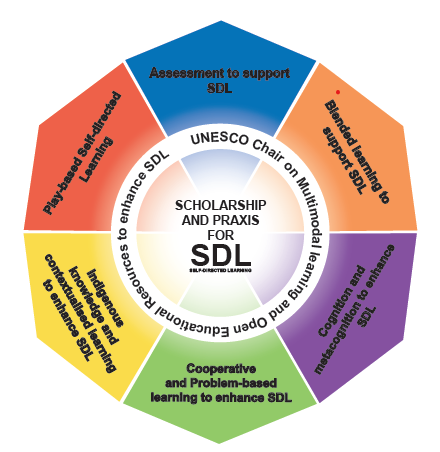 Assessment to support
SDL
Blended learning to
support SDL
Cognition and
metacognition to enhance
SDL
Cooperative
and Problem-based
learning to enhance SDL
Indigenous
knowledge and
contextualised learning
to enhance SDL
Play-based Self-directed
Learning
UNESCO Chair on Multimodal learning and Open Educational Resources to enhance SDL
SCHOLARSHIP
AND PRAXIS
FOR
SDL
SELF-DIRECTED LEARNING